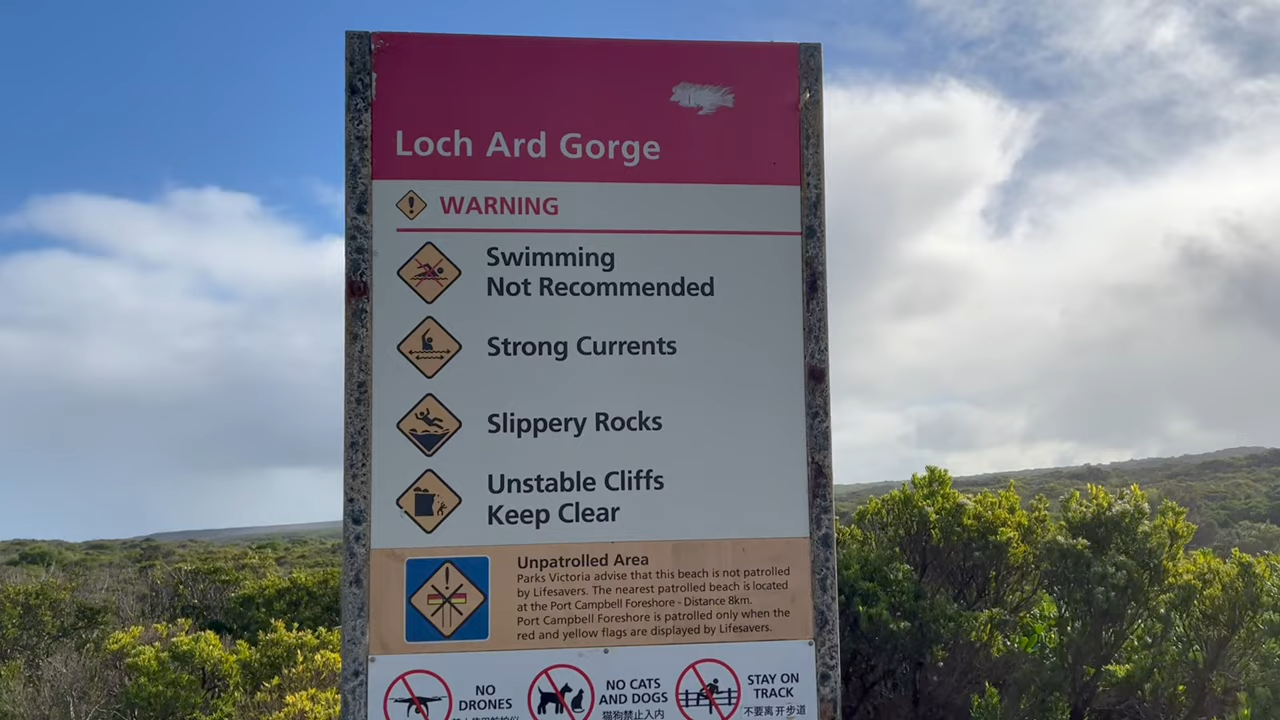 Loch Ard Gorge
WARNING
Swimming
Not Recommended
Strong Currents
Slippery Rocks
Unstable Cliffs
Keep Clear
Unpatrolled Area
Parks Victoria advise that this beach is not patrolled
by Lifesavers. The nearest patrolled beach is located
at the Port Campbell Foreshore - Distance 8km.
Port Campbell Foreshore is patrolled only when the
red and yellow flags are displayed by Lifesavers.
NO
DRONES
NO CATS
AND DOGS
猫狗禁止入内
STAY ON
TRACK
不要离开步道